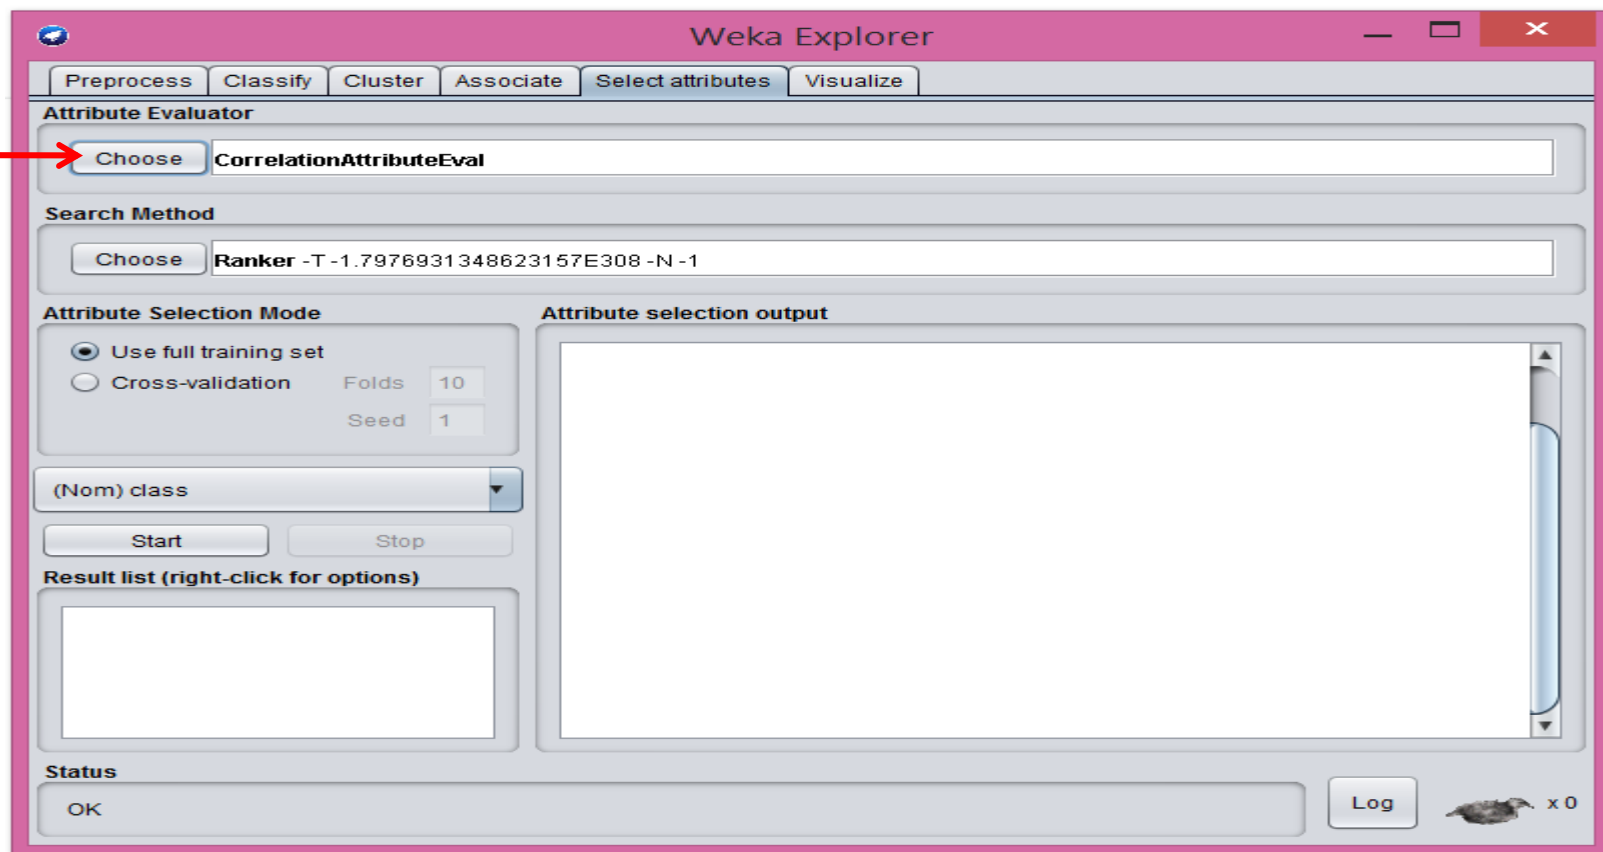 Weka Explorer
Preprocess Classify Cluster Associate Select attributes Visualize
Attribute Evaluator
Choose CorrelationAttributeEval
Search Method
Choose Ranker -T -1.7976931348623157E308 -N -1
Attribute Selection Mode
Use full training set
Cross-validation Folds 10
Seed 1
(Nom) class
Start Stop
Result list (right-click for options)
Attribute selection output
Status
OK
Log x 0